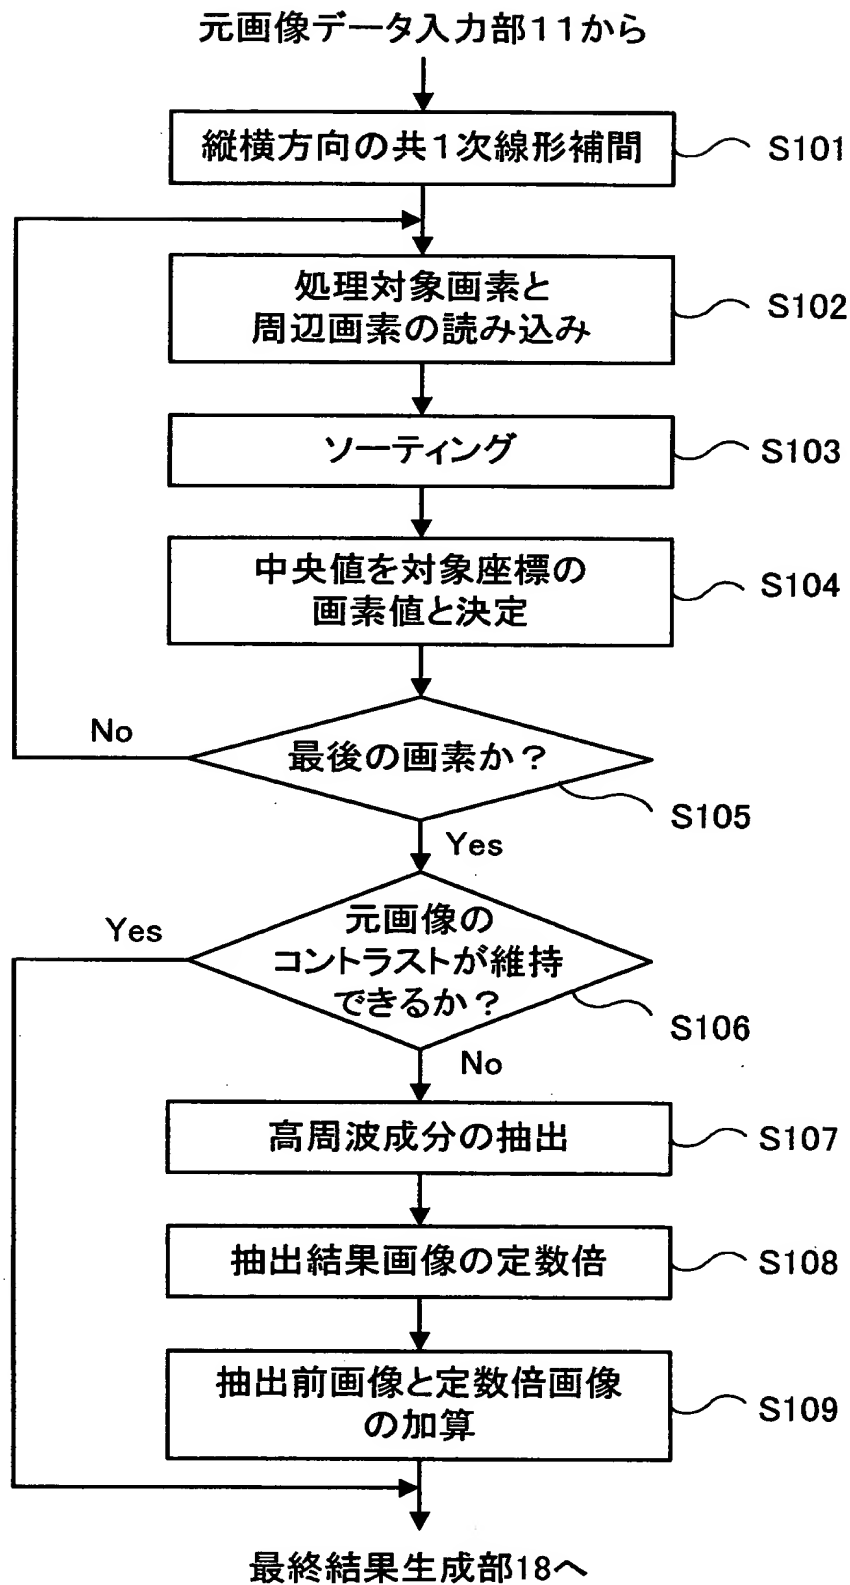 元画像データ入力部11から
縦横方向の共1次線形補間
S101
処理対象画素と
周辺画素の読み込み
S102
ソーティング
S103
中央値を対象座標の
画素値と決定
S104
No
最後の画素か?
S105
Yes
Yes
元画像の
コントラストが維持
できるか?
S106
No
高周波成分の抽出
S107
抽出結果画像の定数倍
S108
抽出前画像と定数倍画像
の加算
S109
最終結果生成部18へ